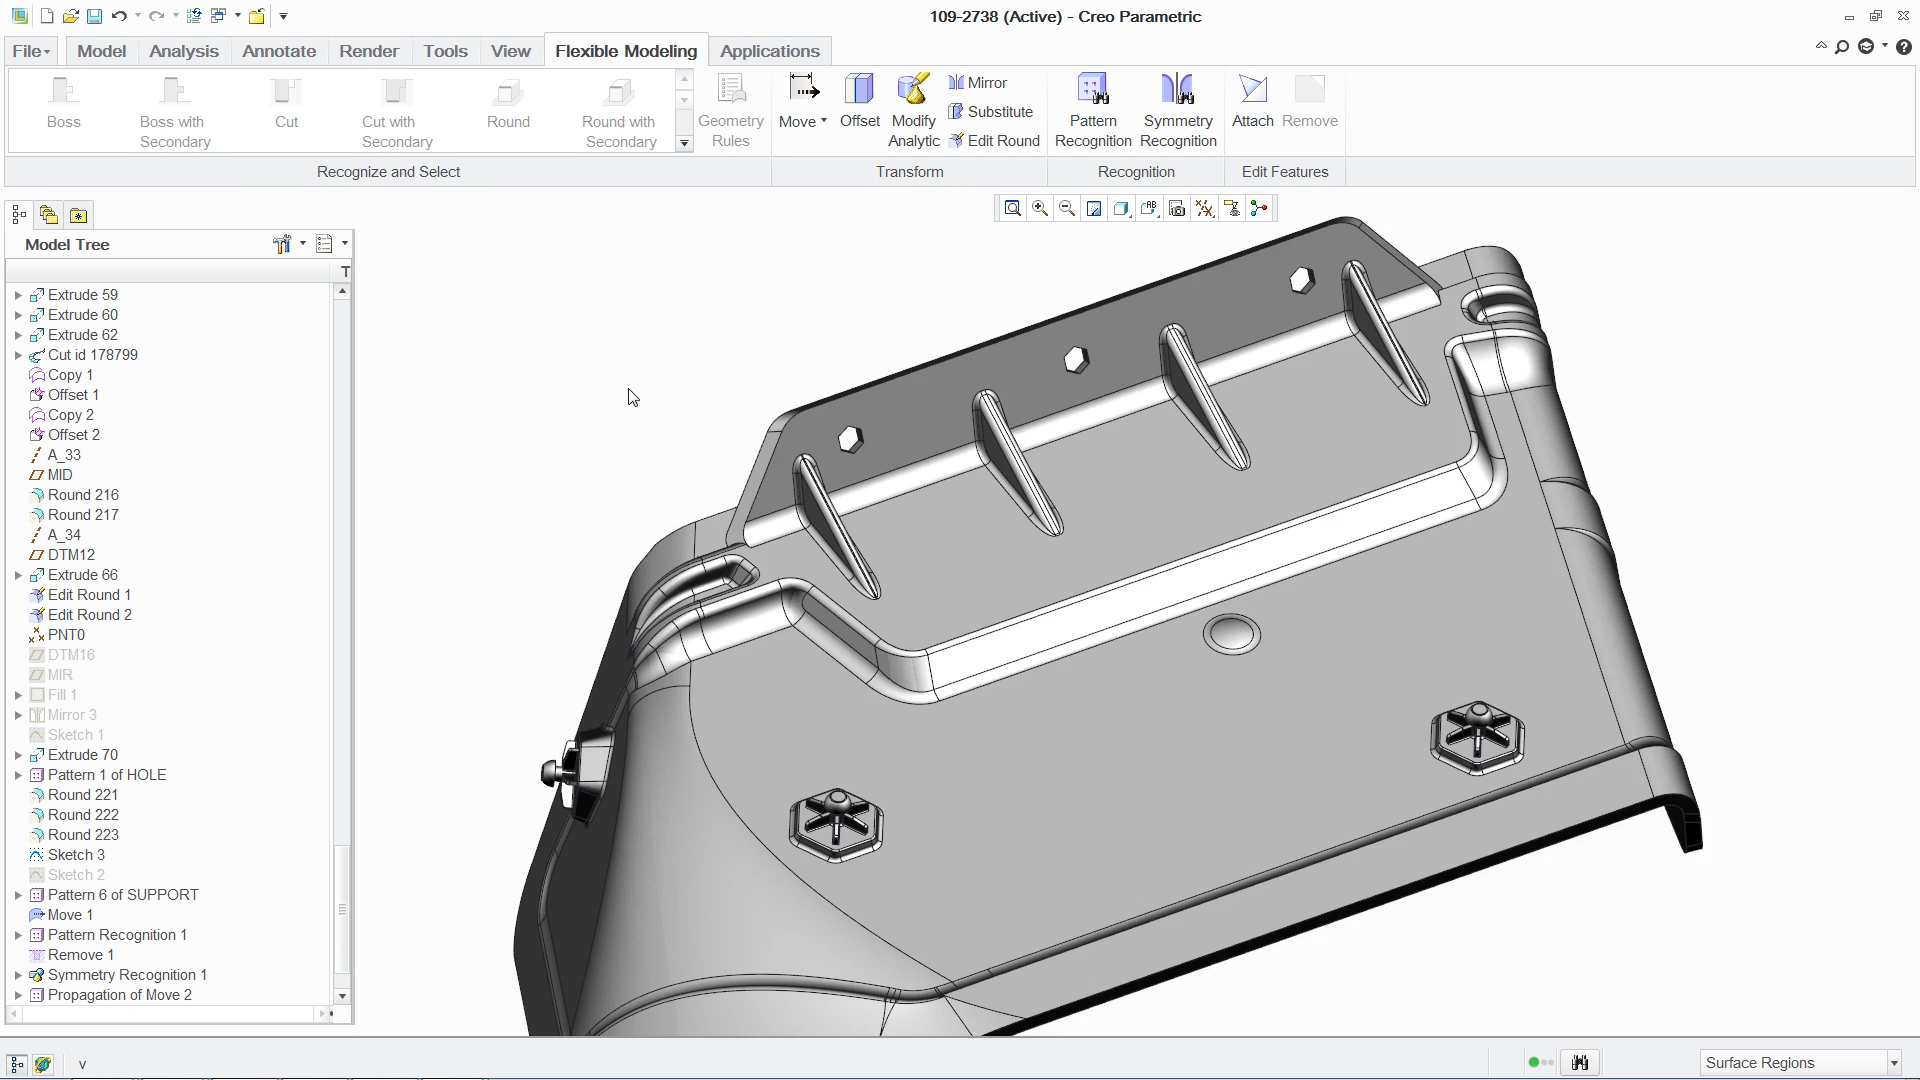 109-2738 (Active) - Creo Parametric
File
Model
Analysis
Annotate
Render
Tools
View
Flexible Modeling
Applications
Boss
Boss with Secondary
Cut
Cut with Secondary
Round
Round with Secondary
Geometry Rules
Move
Offset
Modify Analytic
Mirror
Substitute
Edit Round
Pattern Recognition
Symmetry Recognition
Attach
Remove
Recognize and Select
Transform
Recognition
Edit Features
Model Tree
T
Extrude 59
Extrude 60
Extrude 62
Cut id 178799
Copy 1
Offset 1
Copy 2
Offset 2
A_33
MID
Round 216
Round 217
A_34
DTM12
Extrude 66
Edit Round 1
Edit Round 2
PNT0
DTM16
MIR
Fill 1
Mirror 3
Sketch 1
Extrude 70
Pattern 1 of HOLE
Round 221
Round 222
Round 223
Sketch 3
Sketch 2
Pattern 6 of SUPPORT
Move 1
Pattern Recognition 1
Remove 1
Symmetry Recognition 1
Propagation of Move 2
v
Surface Regions